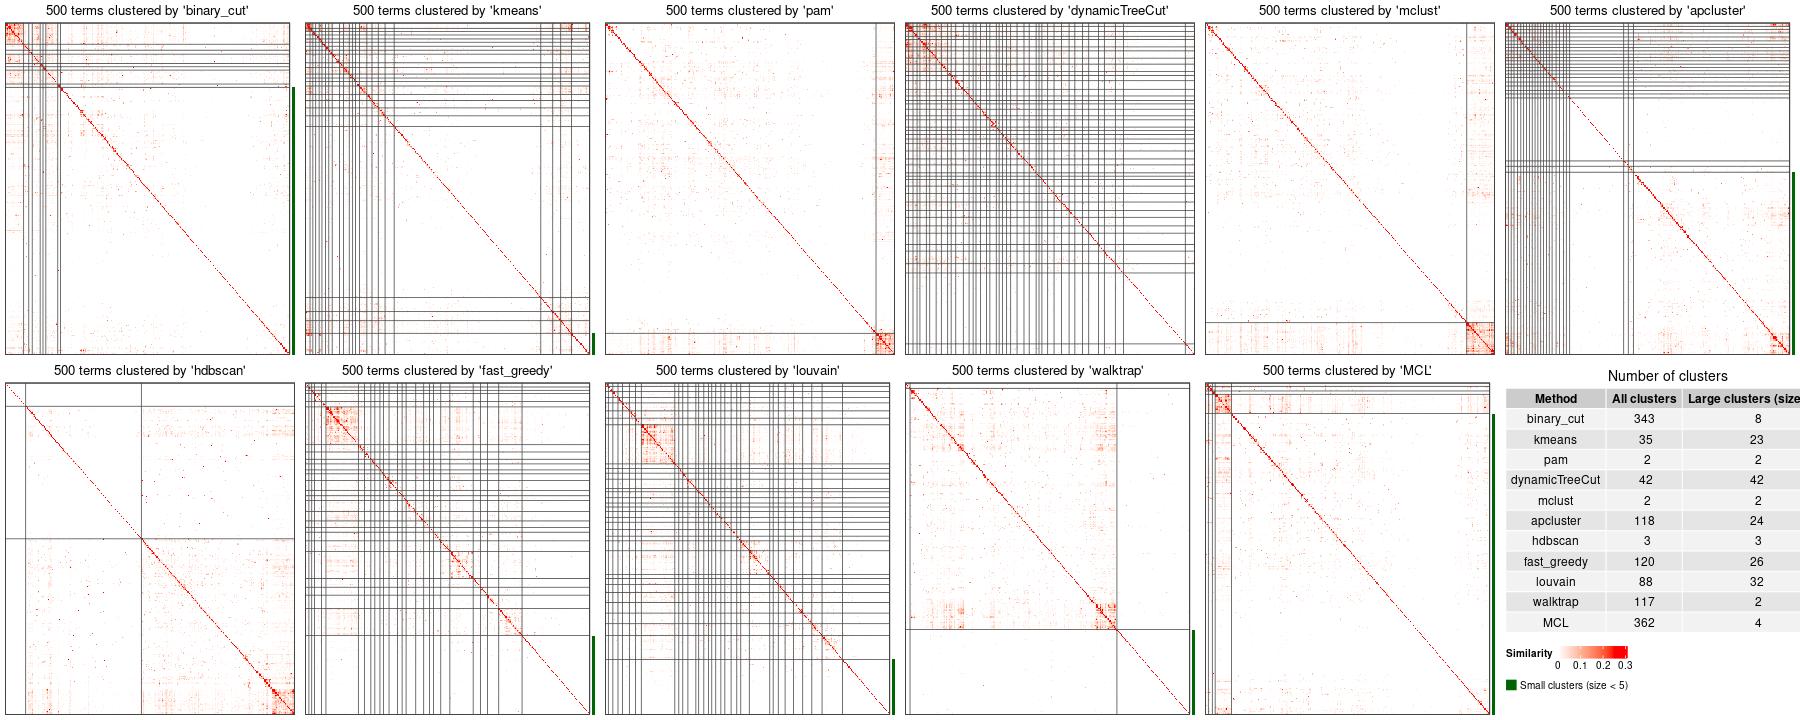 500 terms clustered by 'binary_cut'
500 terms clustered by 'kmeans'
500 terms clustered by 'pam'
500 terms clustered by 'dynamicTreeCut'
500 terms clustered by 'mclust'
500 terms clustered by 'apcluster'
500 terms clustered by 'hdbscan'
500 terms clustered by 'fast_greedy'
500 terms clustered by 'louvain'
500 terms clustered by 'walktrap'
500 terms clustered by 'MCL'
Number of clusters
Method All clusters Large clusters (size
binary_cut 343 8
kmeans 35 23
pam 2 2
dynamicTreeCut 42 42
mclust 2 2
apcluster 118 24
hdbscan 3 3
fast_greedy 120 26
louvain 88 32
walktrap 117 2
MCL 362 4
Similarity
0 0.1 0.2 0.3
Small clusters (size < 5)